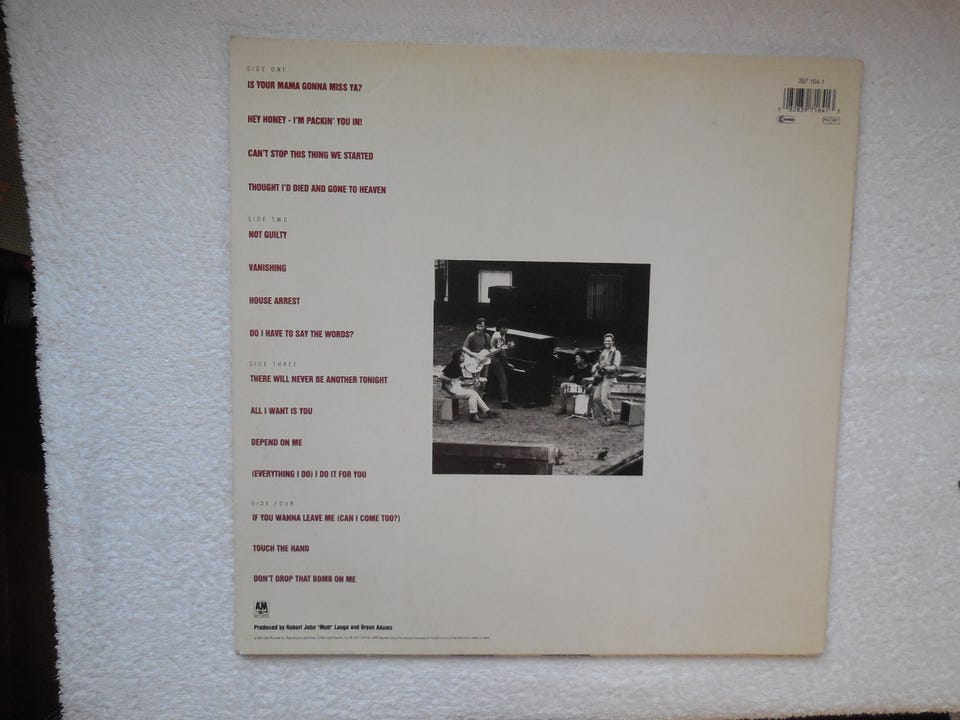 SIDE ONE
IS YOUR MAMA GONNA MISS YA?
HEY HONEY - I'M PACKIN' YOU IN!
CAN'T STOP THIS THING WE STARTED
THOUGHT I'D DIED AND GONE TO HEAVEN
SIDE TWO
NOT GUILTY
VANISHING
HOUSE ARREST
DO I HAVE TO SAY THE WORDS?
SIDE THREE
THERE WILL NEVER BE ANOTHER TONIGHT
ALL I WANT IS YOU
DEPEND ON ME
(EVERYTHING I DO) I DO IT FOR YOU
SIDE FOUR
IF YOU WANNA LEAVE ME (CAN I COME TOO?)
TOUCH THE HAND
DON'T DROP THAT BOMB ON ME
A&M
RECORDS
Produced by Robert John "Mutt" Lange and Bryan Adams
397 164-1